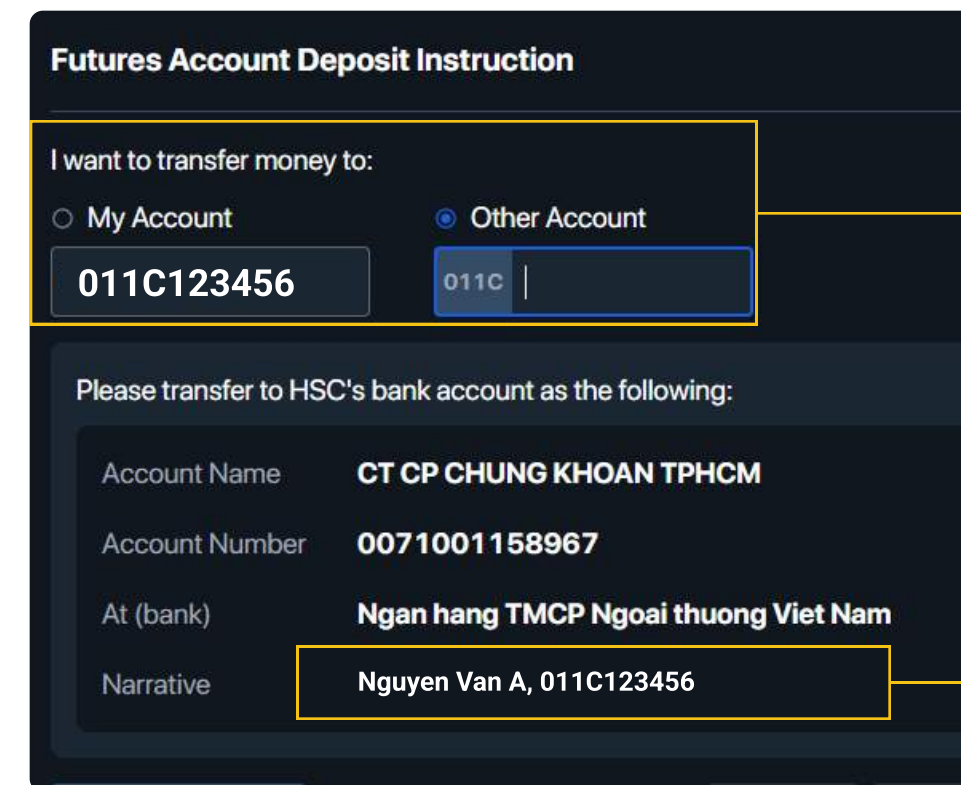 Futures Account Deposit Instruction
I want to transfer money to:
My Account Other Account
011C123456 011C
Please transfer to HSC's bank account as the following:
Account Name CT CP CHUNG KHOAN TPHCM
Account Number 0071001158967
At (bank) Ngan hang TMCP Ngoai thuong Viet Nam
Narrative Nguyen Van A, 011C123456